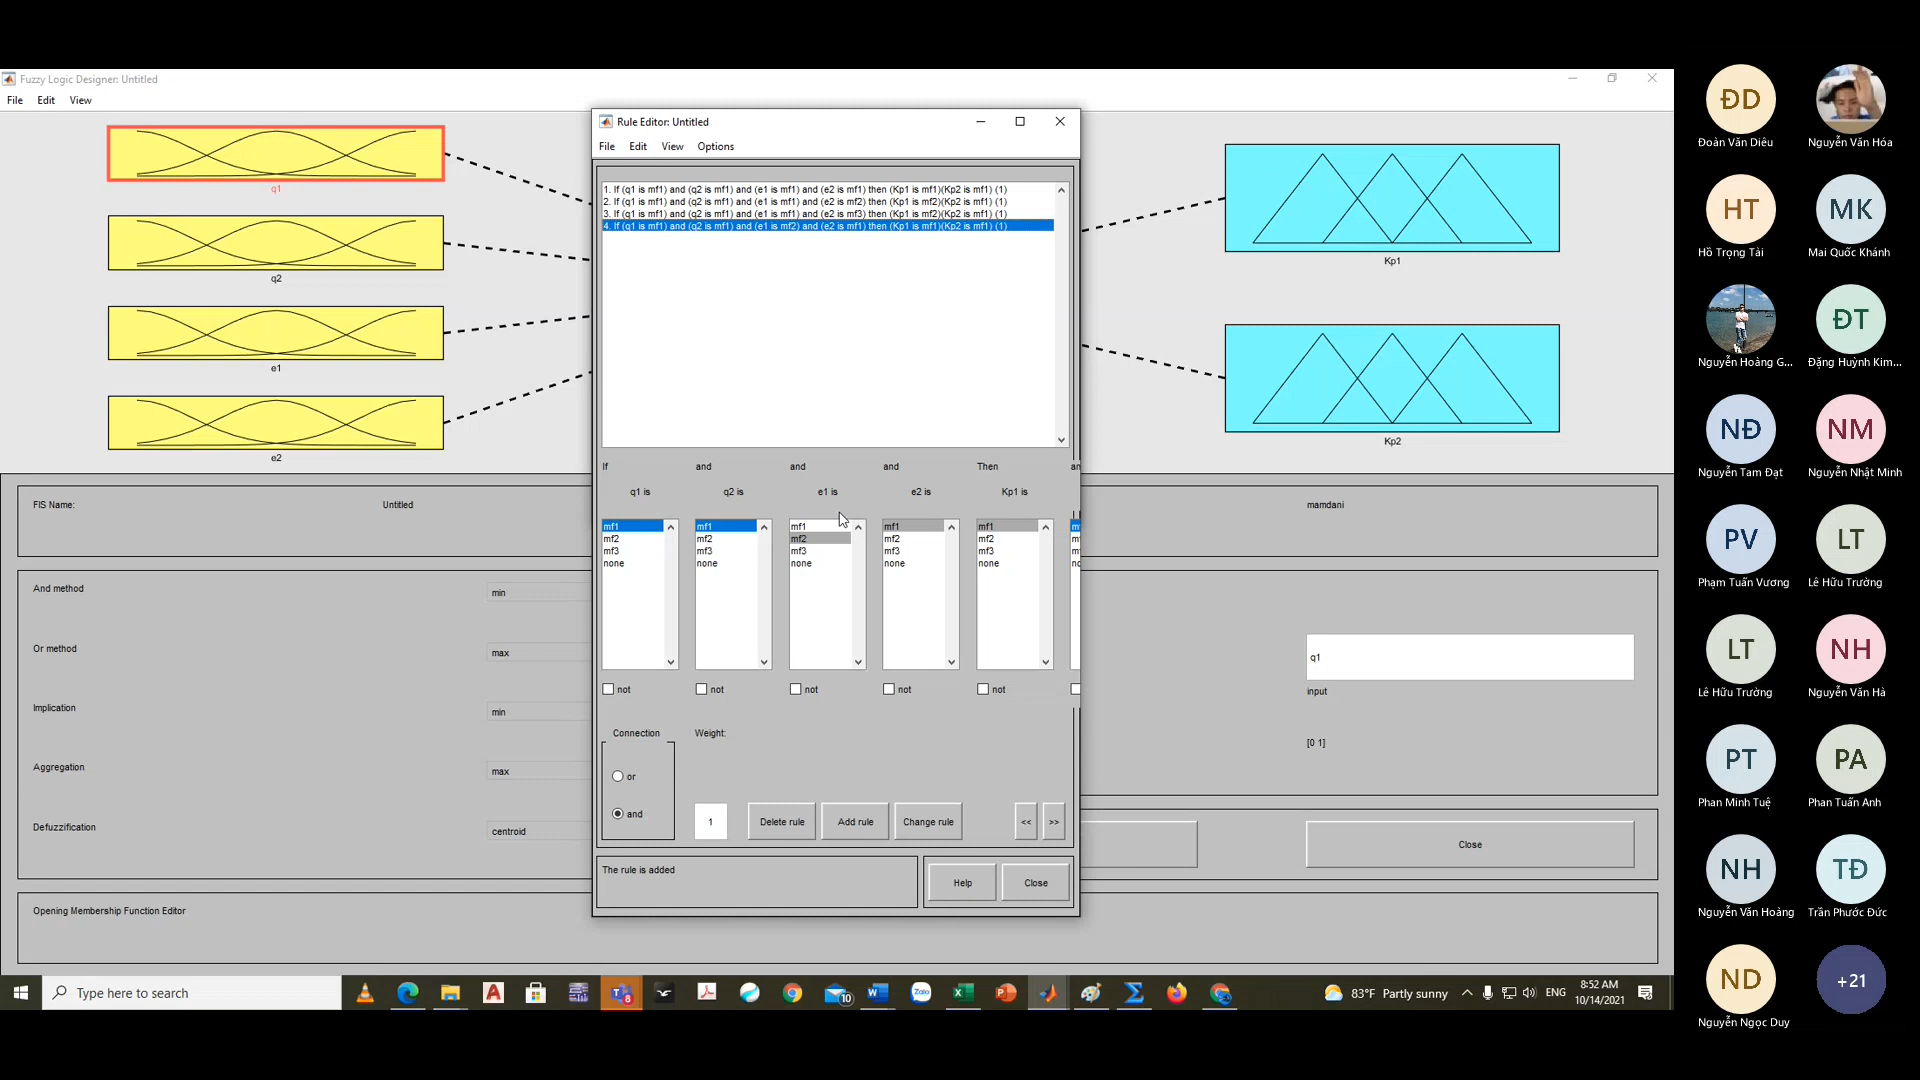 Fuzzy Logic Designer: Untitled
File Edit View
q1
q2
e1
e2
Kp1
Kp2
FIS Name: Untitled
mamdani
And method min
Or method max
Implication min
Aggregation max
Defuzzification centroid
q1
input
[0 1]
Close
Opening Membership Function Editor
Rule Editor: Untitled
File Edit View Options
1. If (q1 is mf1) and (q2 is mf1) and (e1 is mf1) and (e2 is mf1) then (Kp1 is mf1)(Kp2 is mf1) (1)
2. If (q1 is mf1) and (q2 is mf1) and (e1 is mf1) and (e2 is mf2) then (Kp1 is mf2)(Kp2 is mf1) (1)
3. If (q1 is mf1) and (q2 is mf1) and (e1 is mf1) and (e2 is mf3) then (Kp1 is mf2)(Kp2 is mf1) (1)
4. If (q1 is mf1) and (q2 is mf1) and (e1 is mf2) and (e2 is mf1) then (Kp1 is mf1)(Kp2 is mf1) (1)
If and and and Then
q1 is q2 is e1 is e2 is Kp1 is
mf1 mf1 mf1 mf1 mf1
mf2 mf2 mf2 mf2 mf2
mf3 mf3 mf3 mf3 mf3
none none none none none
not not not not not
Connection Weight:
or
and
1 Delete rule Add rule Change rule << >>
The rule is added
Help Close
Type here to search
8
10
Zalo
83°F Partly sunny
ENG
8:52 AM
10/14/2021
ĐD
Đoàn Văn Diêu Nguyễn Văn Hóa
HT MK
Hồ Trọng Tài Mai Quốc Khánh
ĐT
Nguyễn Hoàng G... Đặng Huỳnh Kim...
NĐ NM
Nguyễn Tam Đạt Nguyễn Nhật Minh
PV LT
Phạm Tuấn Vương Lê Hữu Trường
LT NH
Lê Hữu Trường Nguyễn Văn Hà
PT PA
Phan Minh Tuệ Phan Tuấn Anh
NH TĐ
Nguyễn Văn Hoàng Trần Phước Đức
ND +21
Nguyễn Ngọc Duy